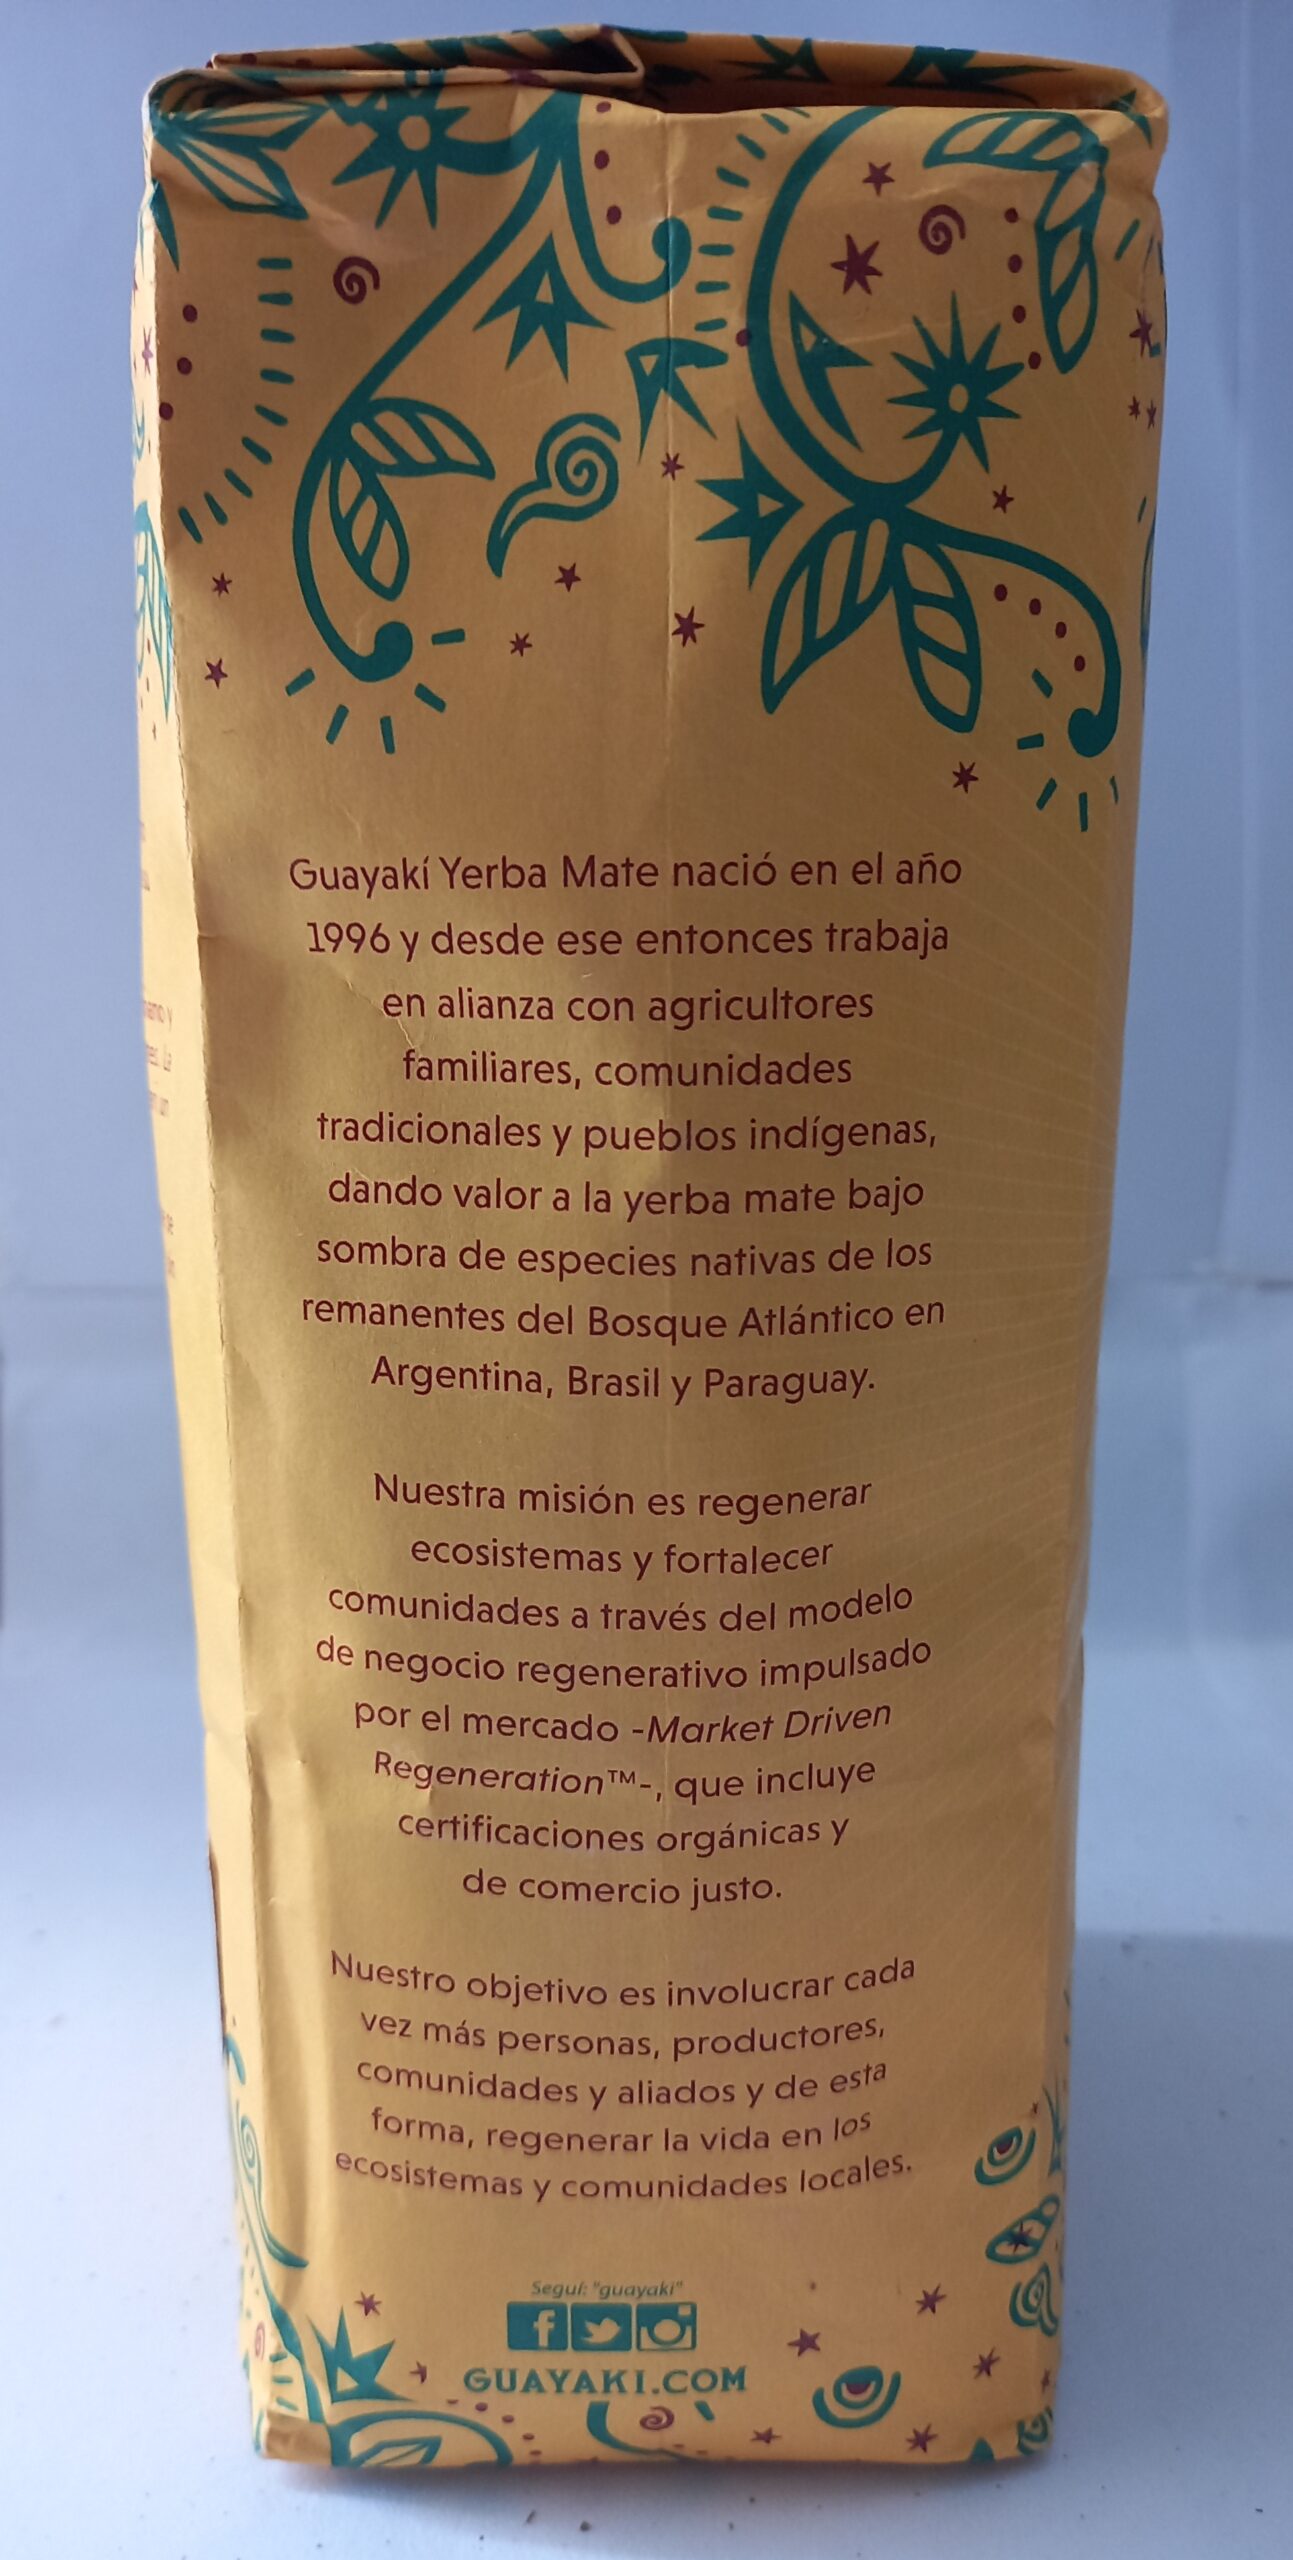 Guayakí Yerba Mate nació en el año
1996 y desde ese entonces trabaja
en alianza con agricultores
familiares, comunidades
tradicionales y pueblos indígenas,
dando valor a la yerba mate bajo
sombra de especies nativas de los
remanentes del Bosque Atlántico en
Argentina, Brasil y Paraguay.
Nuestra misión es regenerar
ecosistemas y fortalecer
comunidades a través del modelo
de negocio regenerativo impulsado
por el mercado -Market Driven
Regeneration™-, que incluye
certificaciones orgánicas y
de comercio justo.
Nuestro objetivo es involucrar cada
vez más personas, productores,
comunidades y aliados y de esta
forma, regenerar la vida en los
ecosistemas y comunidades locales.
Seguí: "guayaki"
GUAYAKI.COM